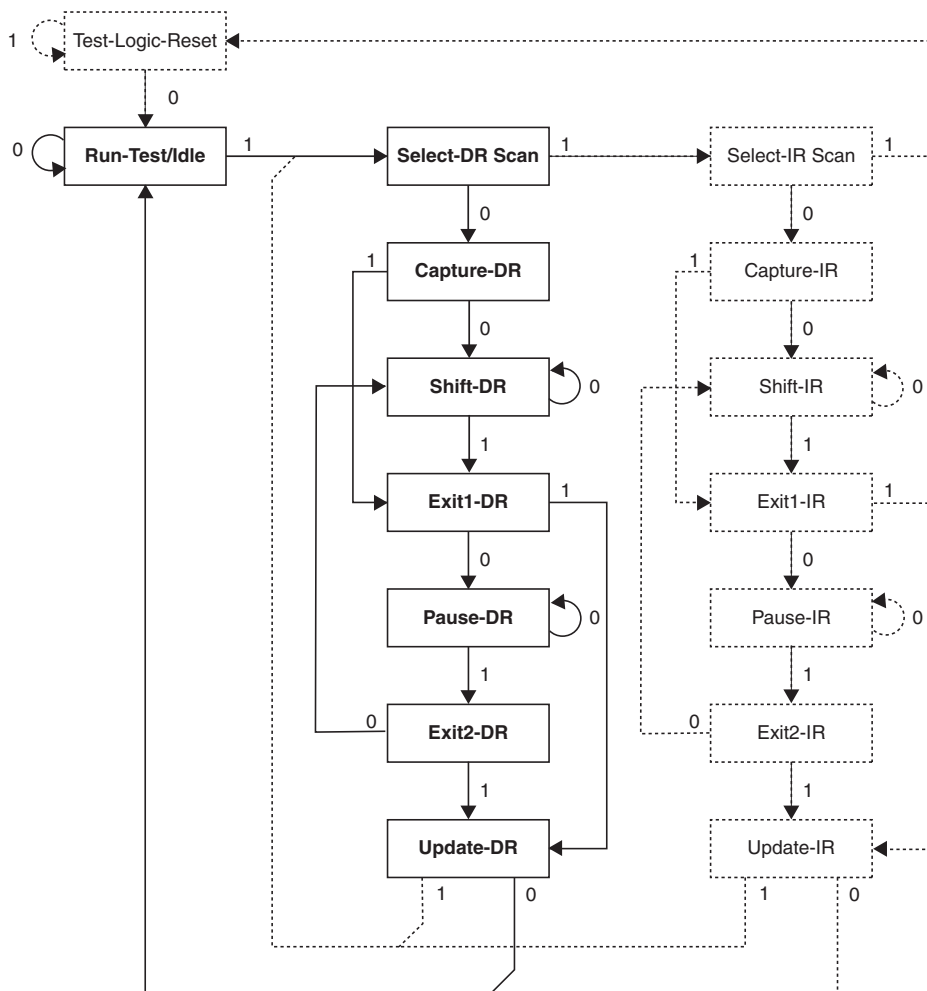 1
Test-Logic-Reset
0
0
Run-Test/Idle
1
Select-DR Scan
1
Select-IR Scan
1
0
0
1
Capture-DR
1
Capture-IR
0
0
Shift-DR
0
Shift-IR
0
1
1
Exit1-DR
1
Exit1-IR
1
0
0
Pause-DR
0
Pause-IR
0
1
1
0
Exit2-DR
0
Exit2-IR
1
1
Update-DR
Update-IR
1
0
1
0